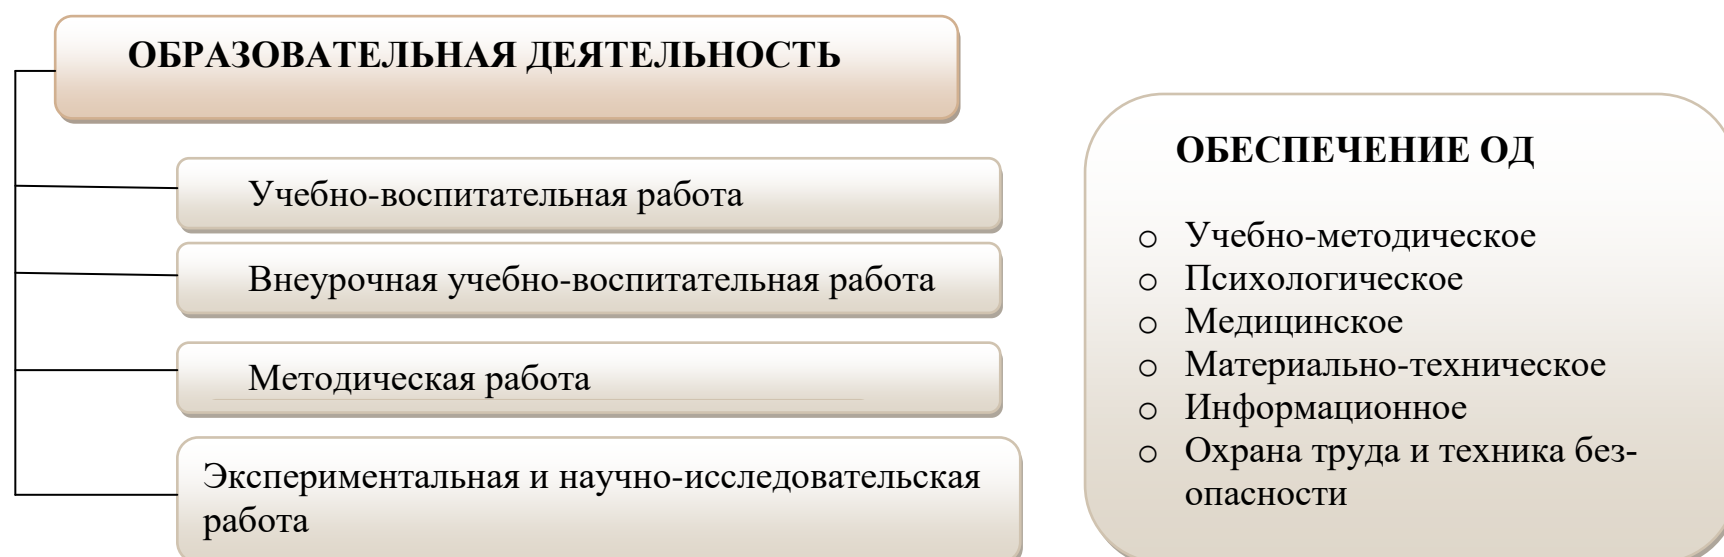 ОБРАЗОВАТЕЛЬНАЯ ДЕЯТЕЛЬНОСТЬ
Учебно-воспитательная работа
Внеурочная учебно-воспитательная работа
Методическая работа
Экспериментальная и научно-исследовательская
работа
ОБЕСПЕЧЕНИЕ ОД
o Учебно-методическое
o Психологическое
o Медицинское
o Материально-техническое
o Информационное
o Охрана труда и техника без-
опасности